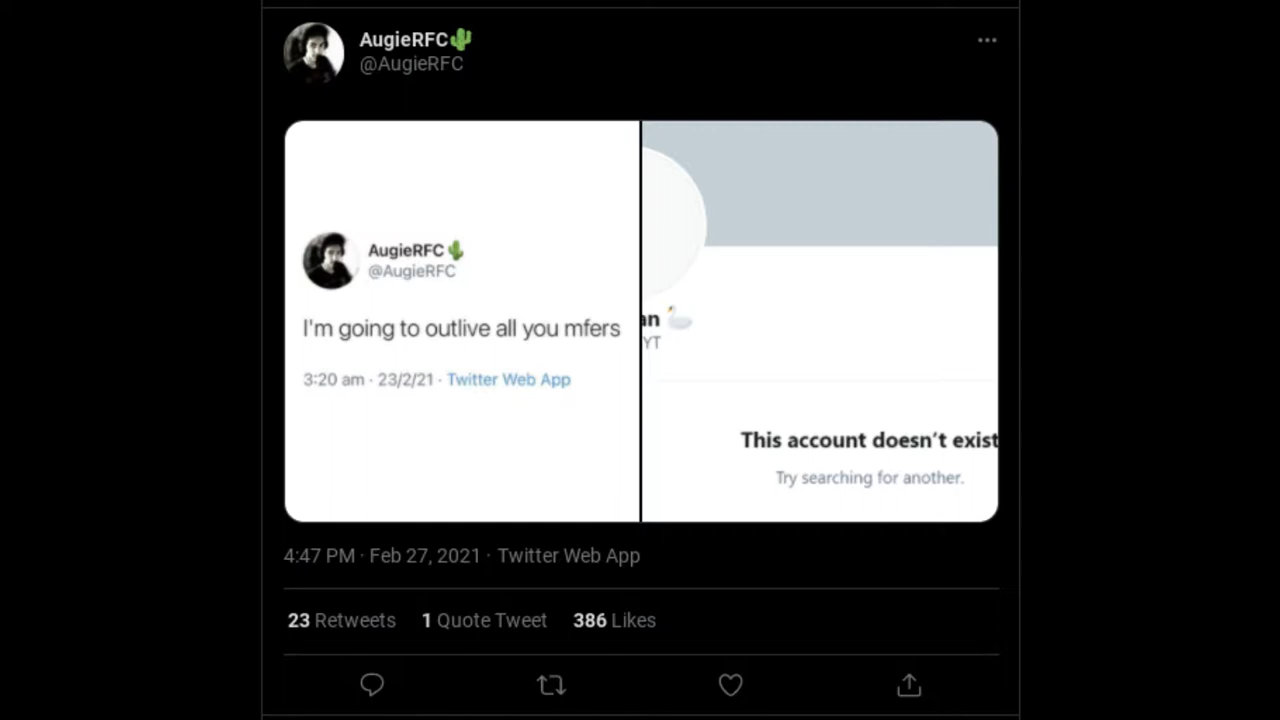 AugieRFC🌵
@AugieRFC
AugieRFC🌵
@AugieRFC
I'm going to outlive all you mfers
3:20 am · 23/2/21 · Twitter Web App
an 🦢
YT
This account doesn't exist
Try searching for another.
4:47 PM · Feb 27, 2021 · Twitter Web App
23 Retweets 1 Quote Tweet 386 Likes